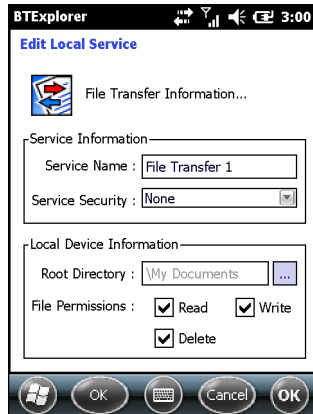 BTExplorer 3:00
Edit Local Service
File Transfer Information...
Service Information
Service Name : File Transfer 1
Service Security : None
Local Device Information
Root Directory : \My Documents ...
File Permissions : Read Write
Delete
OK Cancel OK